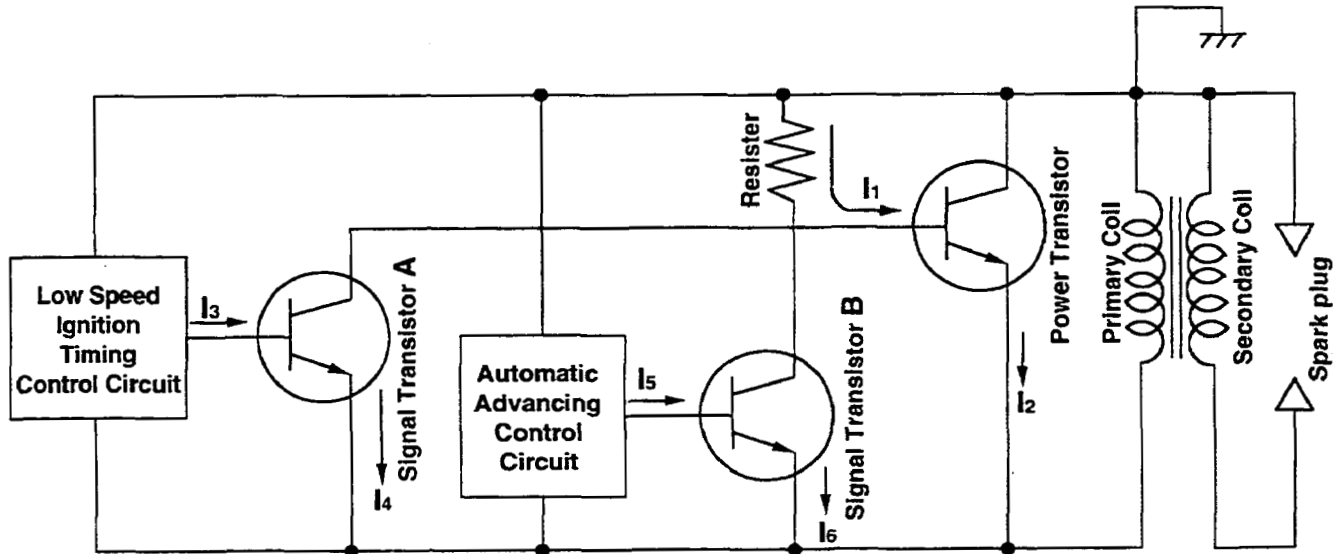 Low Speed
Ignition
Timing
Control Circuit
I3
I4
Signal Transistor A
Automatic
Advancing
Control
Circuit
I5
I6
Signal Transistor B
Resister
I1
I2
Power Transistor
Primary Coil
Secondary Coil
Spark plug